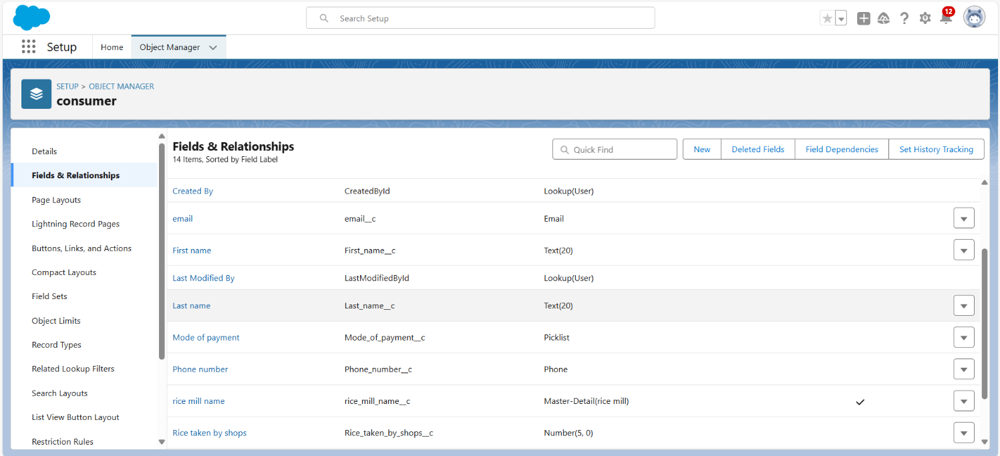 Search Setup
12
Setup
Home
Object Manager
SETUP > OBJECT MANAGER
consumer
Details
Fields & Relationships
Page Layouts
Lightning Record Pages
Buttons, Links, and Actions
Compact Layouts
Field Sets
Object Limits
Record Types
Related Lookup Filters
Search Layouts
List View Button Layout
Restriction Rules
Fields & Relationships
14 Items, Sorted by Field Label
Quick Find
New
Deleted Fields
Field Dependencies
Set History Tracking
Created By CreatedById Lookup(User)
email email__c Email
First name First_name__c Text(20)
Last Modified By LastModifiedById Lookup(User)
Last name Last_name__c Text(20)
Mode of payment Mode_of_payment__c Picklist
Phone number Phone_number__c Phone
rice mill name rice_mill_name__c Master-Detail(rice mill)
Rice taken by shops Rice_taken_by_shops__c Number(5, 0)